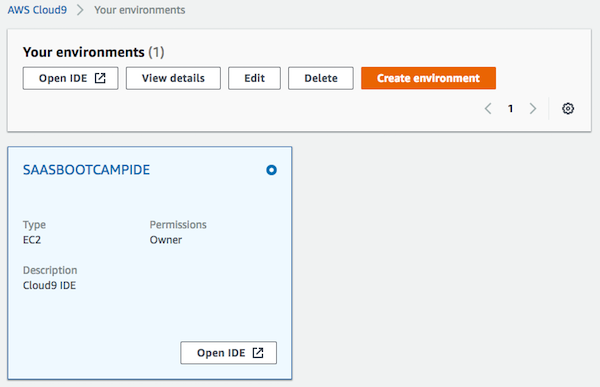 AWS Cloud9 > Your environments
Your environments (1)
Open IDE View details Edit Delete Create environment
< 1 >
SAASBOOTCAMPIDE
Type Permissions
EC2 Owner
Description
Cloud9 IDE
Open IDE